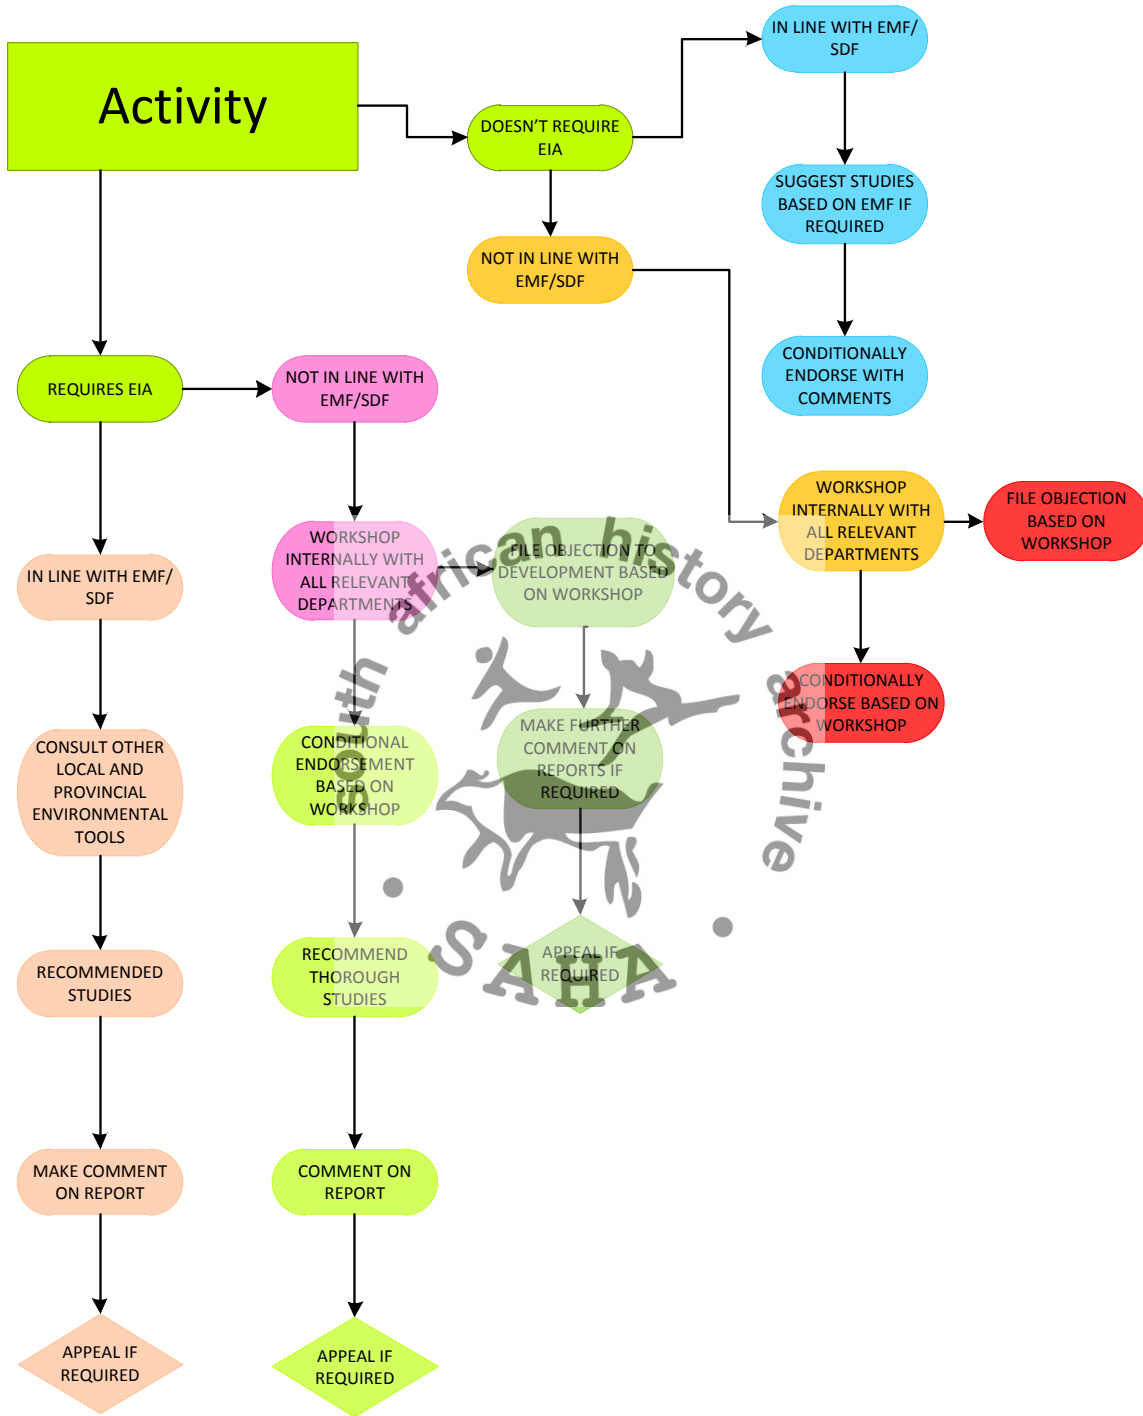 Activity
DOESN'T REQUIRE
EIA
IN LINE WITH EMF/
SDF
SUGGEST STUDIES
BASED ON EMF IF
REQUIRED
CONDITIONALLY
ENDORSE WITH
COMMENTS
NOT IN LINE WITH
EMF/SDF
WORKSHOP
INTERNALLY WITH
ALL RELEVANT
DEPARTMENTS
FILE OBJECTION
BASED ON
WORKSHOP
CONDITIONALLY
ENDORSE BASED ON
WORKSHOP
REQUIRES EIA
NOT IN LINE WITH
EMF/SDF
WORKSHOP
INTERNALLY WITH
ALL RELEVANT
DEPARTMENTS
FILE OBJECTION TO
DEVELOPMENT BASED
ON WORKSHOP
MAKE FURTHER
COMMENT ON
REPORTS IF
REQUIRED
APPEAL IF
REQUIRED
CONDITIONAL
ENDORSEMENT
BASED ON
WORKSHOP
RECOMMEND
THOROUGH
STUDIES
COMMENT ON
REPORT
APPEAL IF
REQUIRED
IN LINE WITH EMF/
SDF
CONSULT OTHER
LOCAL AND
PROVINCIAL
ENVIRONMENTAL
TOOLS
RECOMMENDED
STUDIES
MAKE COMMENT
ON REPORT
APPEAL IF
REQUIRED
south african history archive
• SAHA •